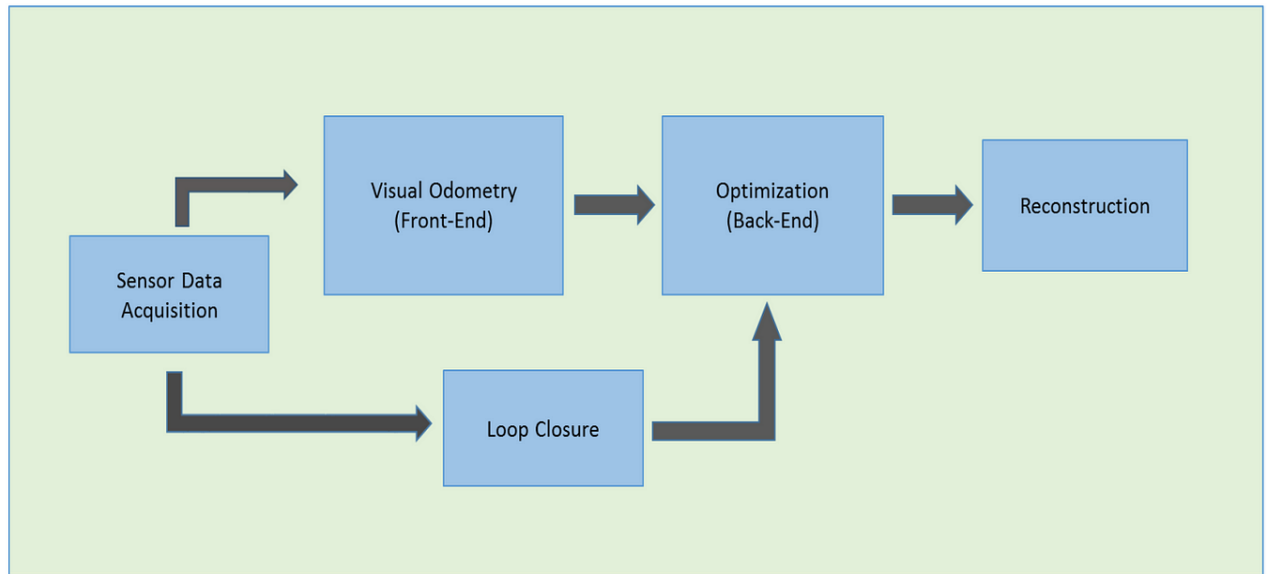 Visual Odometry
(Front-End)
Optimization
(Back-End)
Reconstruction
Sensor Data
Acquisition
Loop Closure